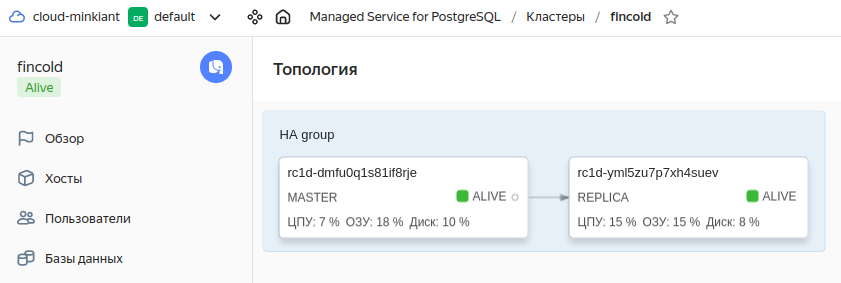 cloud-minkiant DE default Managed Service for PostgreSQL / Кластеры / fincold
fincold
Alive
Обзор
Хосты
Пользователи
Базы данных
Топология
HA group
rc1d-dmfu0q1s81if8rje
MASTER ALIVE
ЦПУ: 7 % ОЗУ: 18 % Диск: 10 %
rc1d-yml5zu7p7xh4suev
REPLICA ALIVE
ЦПУ: 15 % ОЗУ: 15 % Диск: 8 %